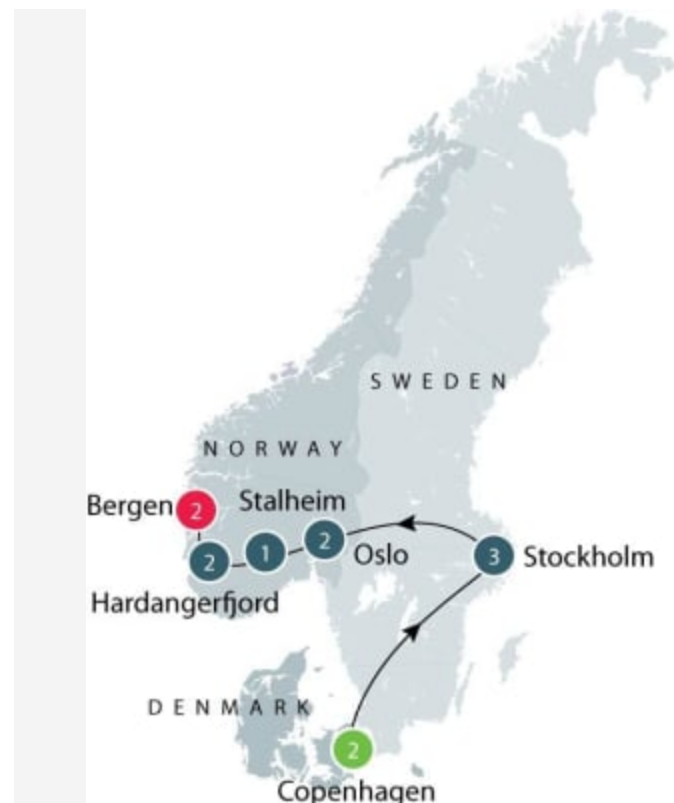 SWEDEN
NORWAY
Bergen
2
Stalheim
2
1
2
Oslo
3
Stockholm
Hardangerfjord
DENMARK
2
Copenhagen